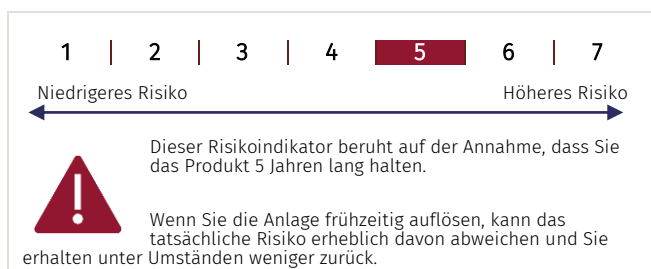 1 | 2 | 3 | 4 | 5 | 6 | 7
Niedrigeres Risiko Höheres Risiko
Dieser Risikoindikator beruht auf der Annahme, dass Sie
das Produkt 5 Jahren lang halten.
Wenn Sie die Anlage frühzeitig auflösen, kann das
tatsächliche Risiko erheblich davon abweichen und Sie
erhalten unter Umständen weniger zurück.